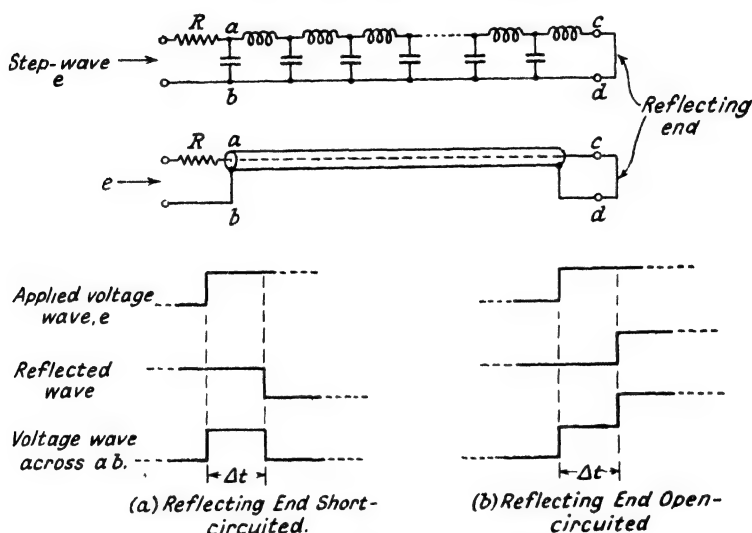 R a c
Step-wave
e
b d
Reflecting
end
R a c
e
b d
Applied voltage
wave, e
Reflected
wave
Voltage wave
across ab.
Δt
Δt
(a) Reflecting End Short-
circuited.
(b) Reflecting End Open-
circuited